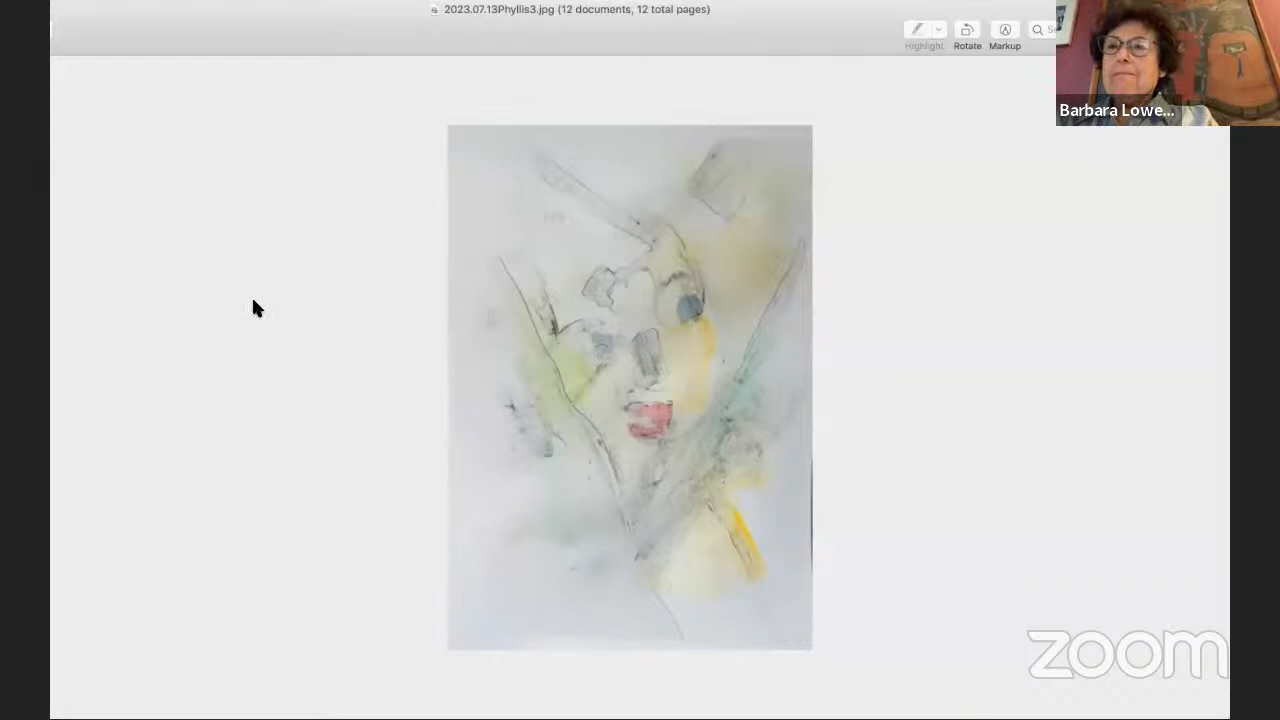 2023.07.13Phyllis3.jpg (12 documents, 12 total pages)
Highlight
Rotate
Markup
Barbara Lowe...
zoom